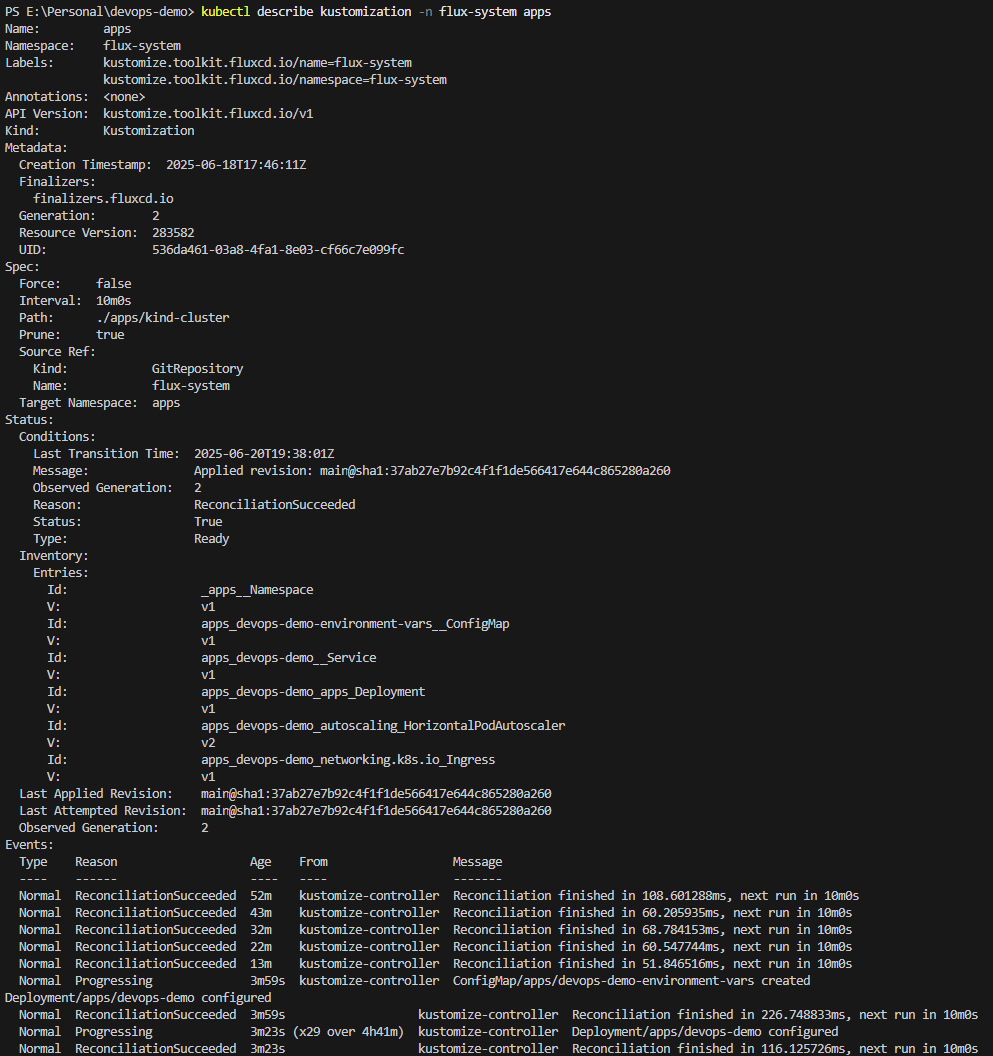 PS E:\Personal\devops-demo> kubectl describe kustomization -n flux-system apps
Name:         apps
Namespace:    flux-system
Labels:       kustomize.toolkit.fluxcd.io/name=flux-system
              kustomize.toolkit.fluxcd.io/namespace=flux-system
Annotations:  <none>
API Version:  kustomize.toolkit.fluxcd.io/v1
Kind:         Kustomization
Metadata:
  Creation Timestamp:  2025-06-18T17:46:11Z
  Finalizers:
    finalizers.fluxcd.io
  Generation:        2
  Resource Version:  283582
  UID:               536da461-03a8-4fa1-8e03-cf66c7e099fc
Spec:
  Force:     false
  Interval:  10m0s
  Path:      ./apps/kind-cluster
  Prune:     true
  Source Ref:
    Kind:            GitRepository
    Name:            flux-system
  Target Namespace:  apps
Status:
  Conditions:
    Last Transition Time:  2025-06-20T19:38:01Z
    Message:               Applied revision: main@sha1:37ab27e7b92c4f1f1de566417e644c865280a260
    Observed Generation:   2
    Reason:                ReconciliationSucceeded
    Status:                True
    Type:                  Ready
  Inventory:
    Entries:
      Id:                   _apps__Namespace
      V:                    v1
      Id:                   apps_devops-demo-environment-vars__ConfigMap
      V:                    v1
      Id:                   apps_devops-demo__Service
      V:                    v1
      Id:                   apps_devops-demo_apps_Deployment
      V:                    v1
      Id:                   apps_devops-demo_autoscaling_HorizontalPodAutoscaler
      V:                    v2
      Id:                   apps_devops-demo_networking.k8s.io_Ingress
      V:                    v1
  Last Applied Revision:    main@sha1:37ab27e7b92c4f1f1de566417e644c865280a260
  Last Attempted Revision:  main@sha1:37ab27e7b92c4f1f1de566417e644c865280a260
  Observed Generation:      2
Events:
  Type    Reason                   Age   From                  Message
  ----    ------                   ----  ----                  -------
  Normal  ReconciliationSucceeded  52m   kustomize-controller  Reconciliation finished in 108.601288ms, next run in 10m0s
  Normal  ReconciliationSucceeded  43m   kustomize-controller  Reconciliation finished in 60.205935ms, next run in 10m0s
  Normal  ReconciliationSucceeded  32m   kustomize-controller  Reconciliation finished in 68.784153ms, next run in 10m0s
  Normal  ReconciliationSucceeded  22m   kustomize-controller  Reconciliation finished in 60.547744ms, next run in 10m0s
  Normal  ReconciliationSucceeded  13m   kustomize-controller  Reconciliation finished in 51.846516ms, next run in 10m0s
  Normal  Progressing              3m59s  kustomize-controller  ConfigMap/apps/devops-demo-environment-vars created
Deployment/apps/devops-demo configured
  Normal  ReconciliationSucceeded  3m59s                   kustomize-controller  Reconciliation finished in 226.748833ms, next run in 10m0s
  Normal  Progressing              3m23s (x29 over 4h41m)  kustomize-controller  Deployment/apps/devops-demo configured
  Normal  ReconciliationSucceeded  3m23s                   kustomize-controller  Reconciliation finished in 116.125726ms, next run in 10m0s